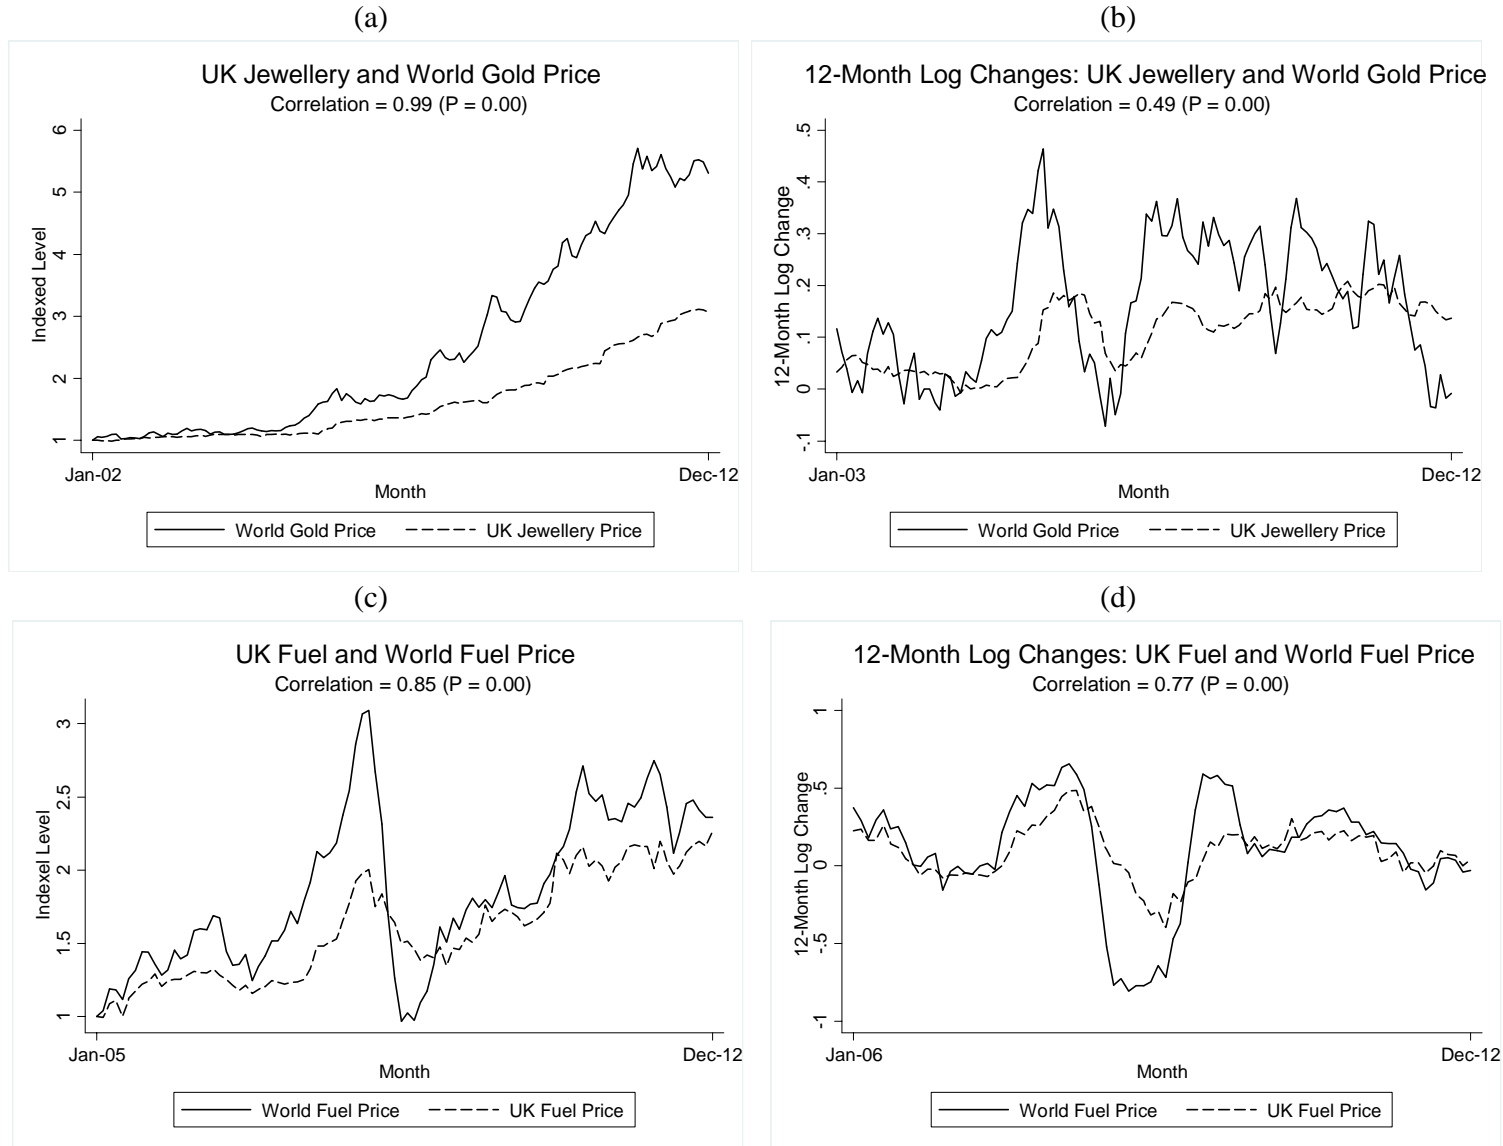 (a)
UK Jewellery and World Gold Price
Correlation = 0.99 (P = 0.00)
Indexed Level
6
5
4
3
2
1
Jan-02
Dec-12
Month
World Gold Price
UK Jewellery Price
(b)
12-Month Log Changes: UK Jewellery and World Gold Price
Correlation = 0.49 (P = 0.00)
12-Month Log Change
.5
.4
.3
.2
.1
0
-.1
Jan-03
Dec-12
Month
World Gold Price
UK Jewellery Price
(c)
UK Fuel and World Fuel Price
Correlation = 0.85 (P = 0.00)
Indexel Level
3
2.5
2
1.5
1
Jan-05
Dec-12
Month
World Fuel Price
UK Fuel Price
(d)
12-Month Log Changes: UK Fuel and World Fuel Price
Correlation = 0.77 (P = 0.00)
12-Month Log Change
1
.5
0
-.5
-1
Jan-06
Dec-12
Month
World Fuel Price
UK Fuel Price